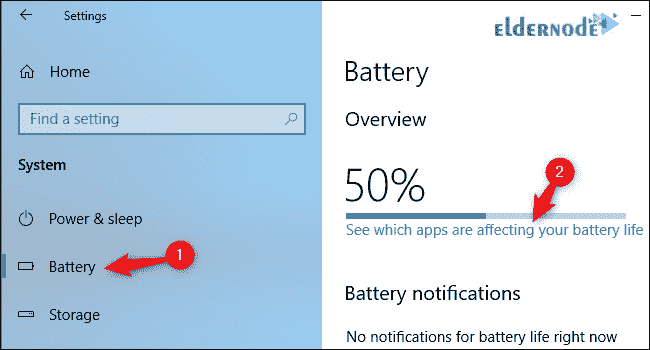 Settings
eldernode
Home
Find a setting
System
Power & sleep
Battery
Storage
1
Battery
Overview
50%
2
See which apps are affecting your battery life
Battery notifications
No notifications for battery life right now